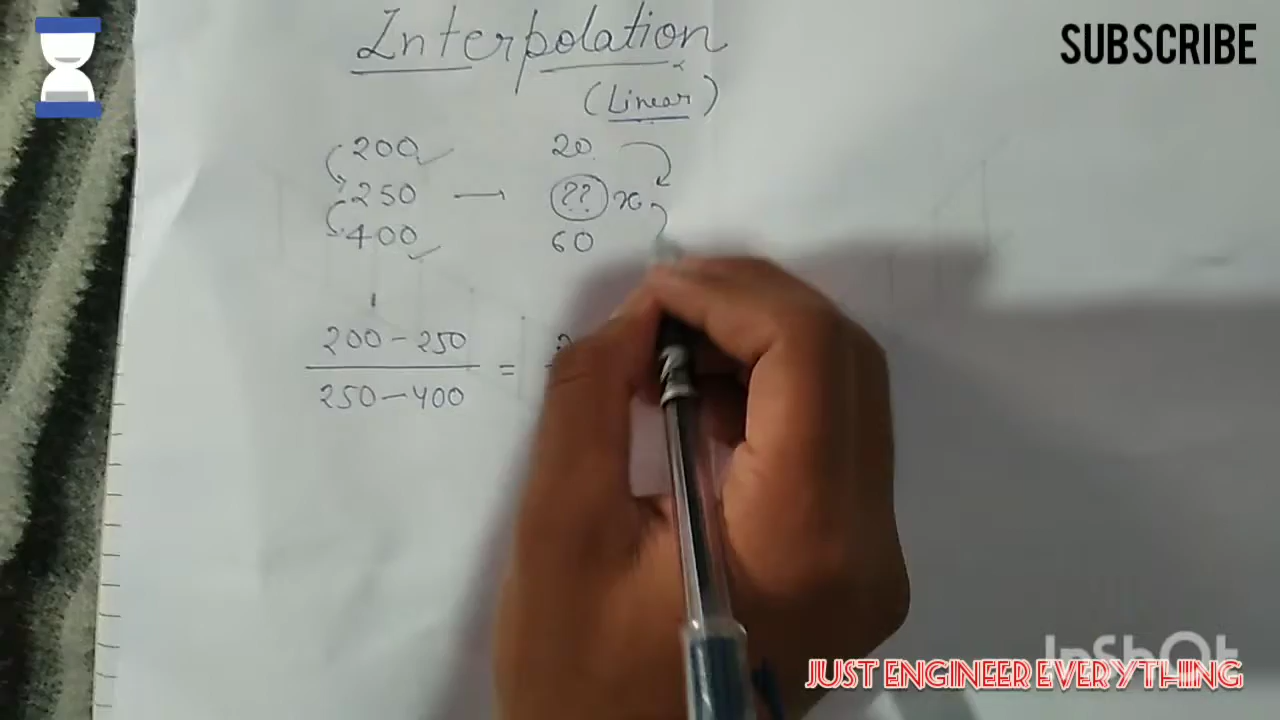 Interpolation
SUBSCRIBE
(Linear)
200 20
250 → ?? x
400 60
200 - 250
250 - 400
=
InShOt
JUST ENGINEER EVERYTHING